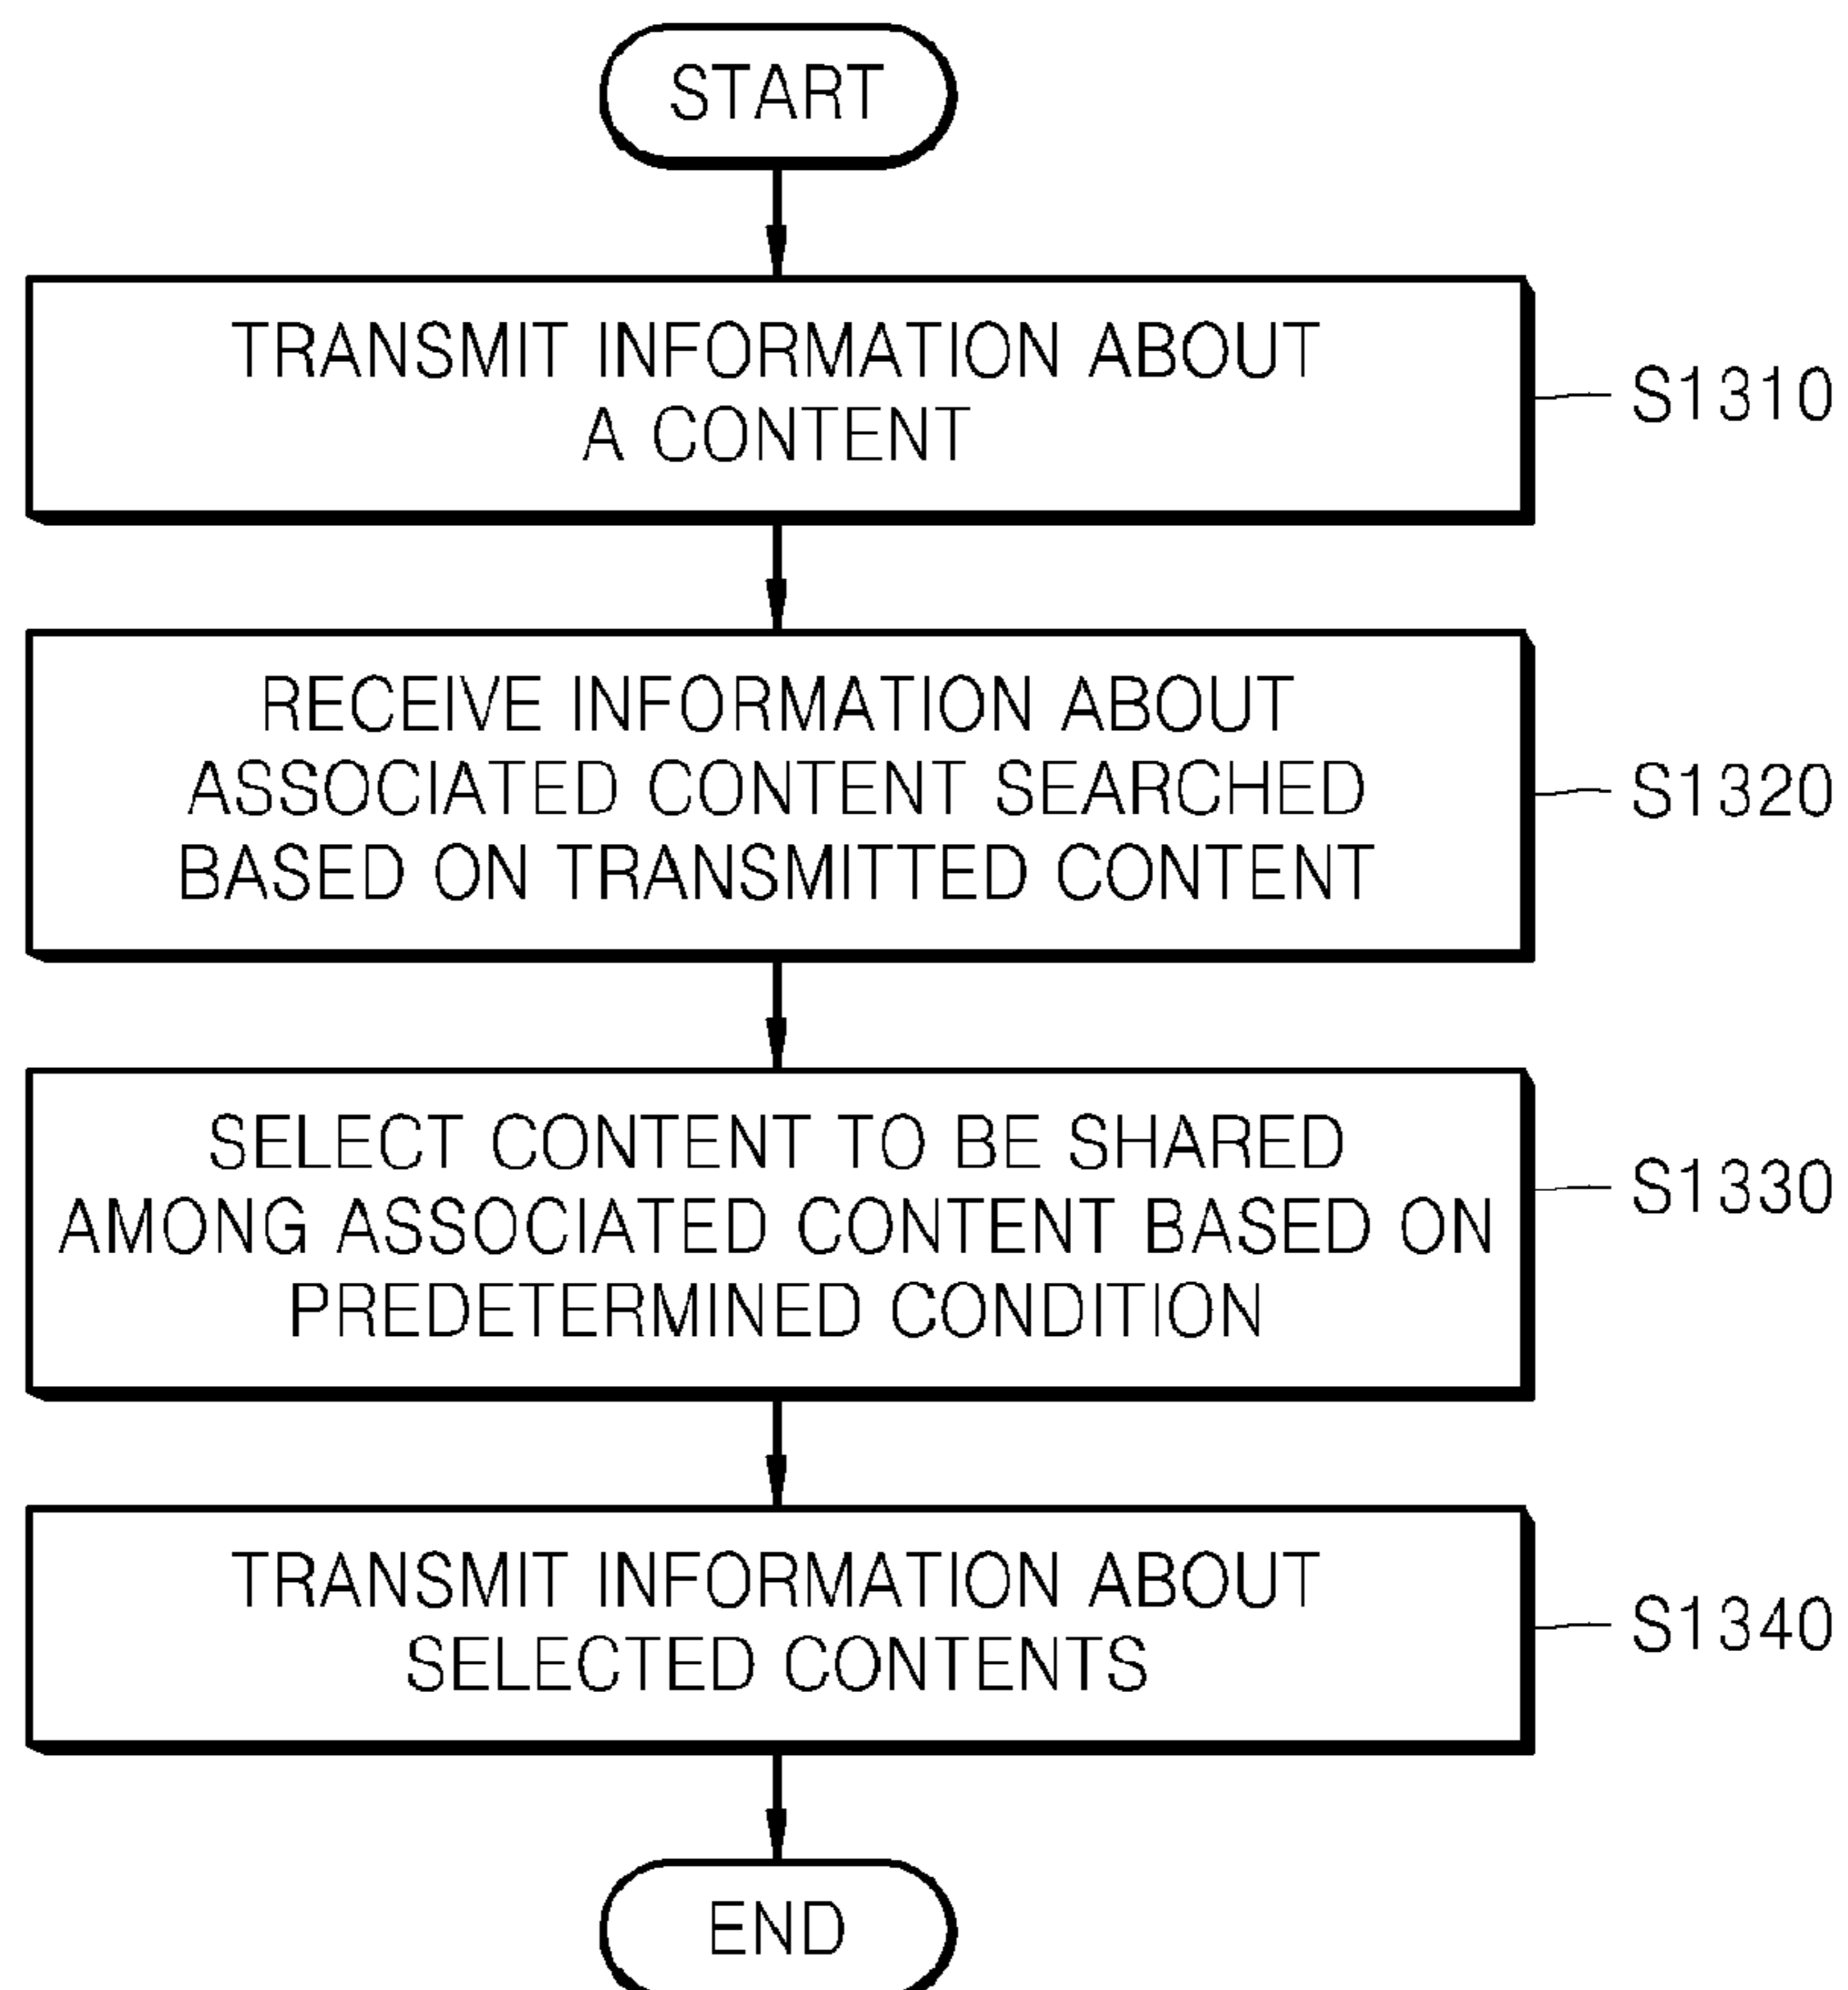 START
TRANSMIT INFORMATION ABOUT
A CONTENT
S1310
RECEIVE INFORMATION ABOUT
ASSOCIATED CONTENT SEARCHED
BASED ON TRANSMITTED CONTENT
S1320
SELECT CONTENT TO BE SHARED
AMONG ASSOCIATED CONTENT BASED ON
PREDETERMINED CONDITION
S1330
TRANSMIT INFORMATION ABOUT
SELECTED CONTENTS
S1340
END